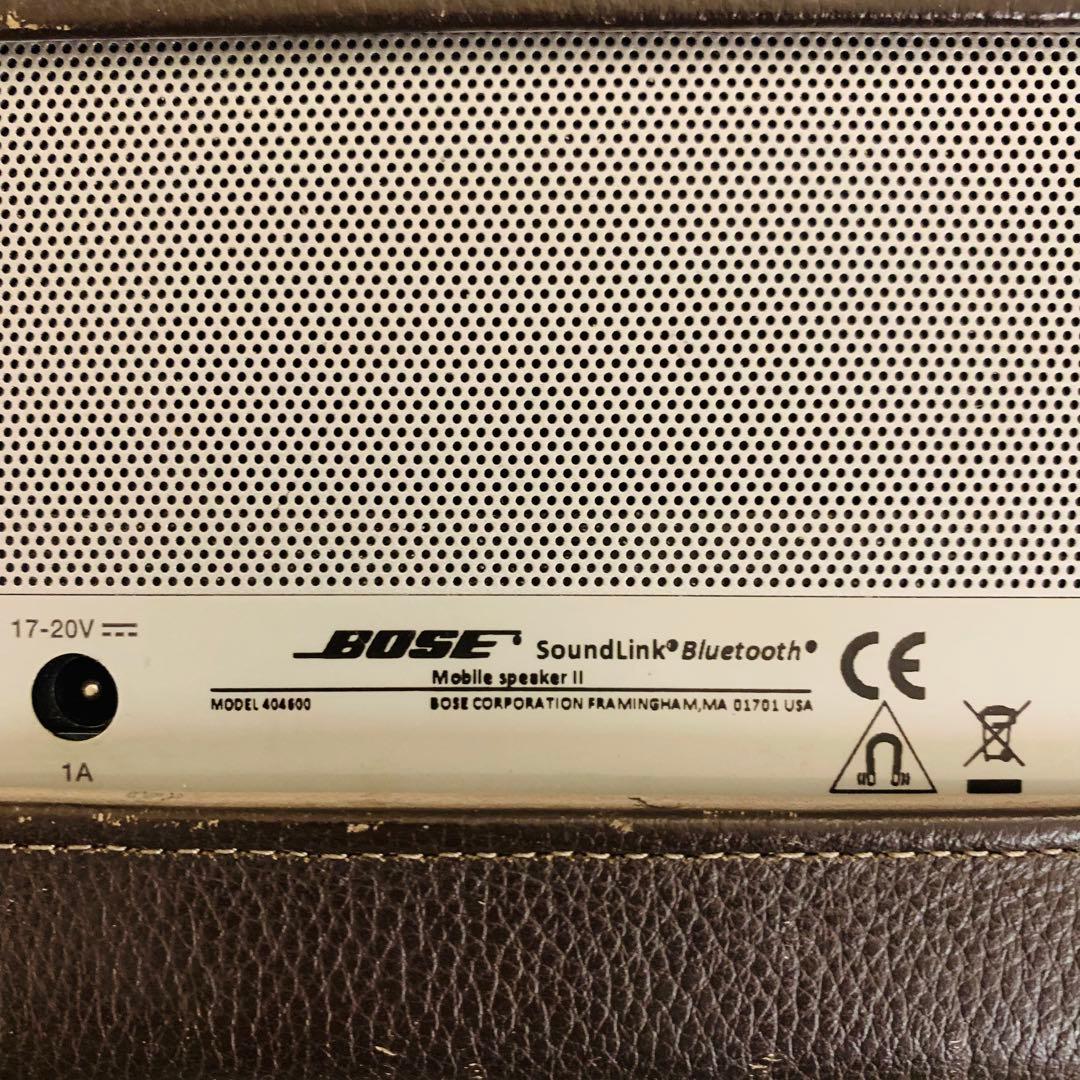 17-20V
BOSE SoundLink® Bluetooth®
Mobile speaker II
MODEL 404600 BOSE CORPORATION FRAMINGHAM,MA 01701 USA
CE
1A